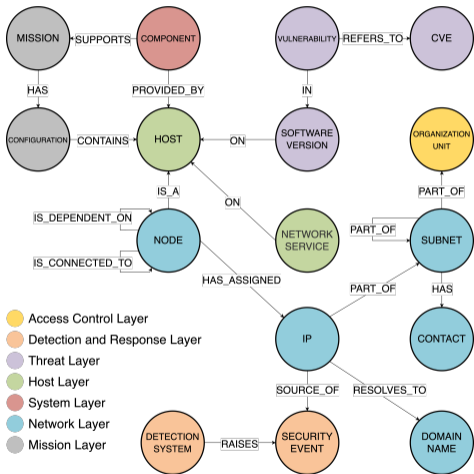 MISSION
SUPPORTS
COMPONENT
VULNERABILITY
REFERS_TO
CVE
HAS
PROVIDED_BY
IN
CONFIGURATION
CONTAINS
HOST
ON
SOFTWARE
VERSION
ORGANIZATION
UNIT
IS_A
PART_OF
IS_DEPENDENT_ON
ON
NODE
NETWORK
SERVICE
PART_OF
SUBNET
IS_CONNECTED_TO
HAS_ASSIGNED
PART_OF
HAS
IP
CONTACT
Access Control Layer
Detection and Response Layer
Threat Layer
Host Layer
System Layer
Network Layer
Mission Layer
SOURCE_OF
RESOLVES_TO
DETECTION
SYSTEM
RAISES
SECURITY
EVENT
DOMAIN
NAME